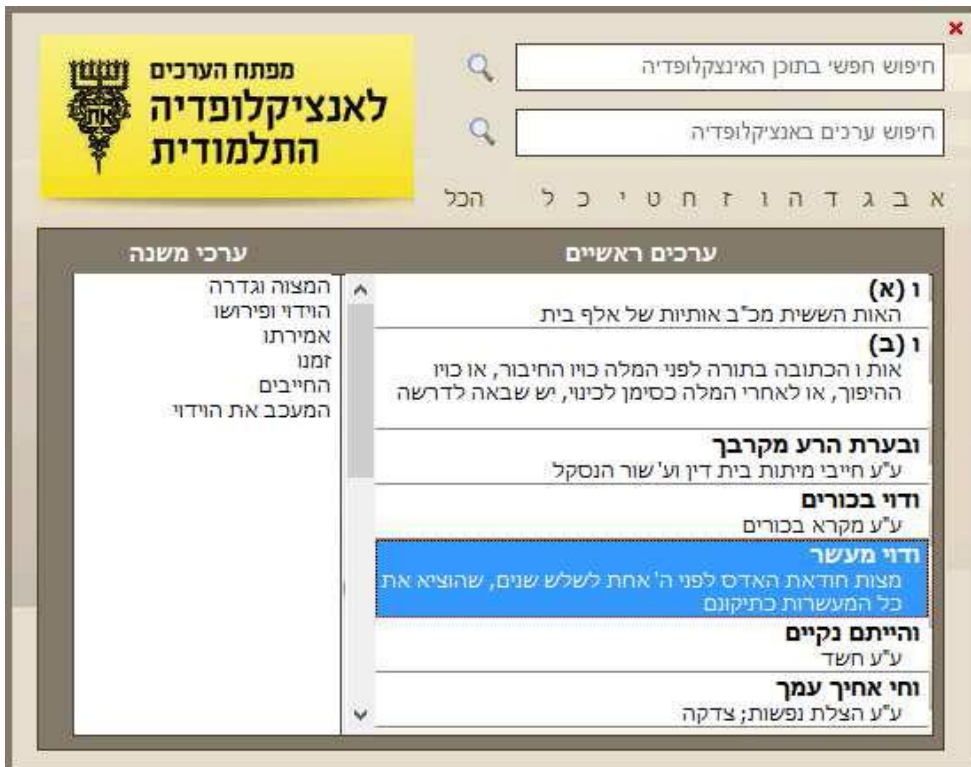 חיפוש חפשי בתוכן האינצקלופדיה
חיפוש ערכים באנציקלופדיה
מפתח הערכים
לאנציקלופדיה
התלמודית
את
א ב ג ד ה ו ז ח ט י כ ל הכל
ערכים ראשיים
ו (א)
האות הששית מכ"ב אותיות של אלף בית
ו (ב)
אות ו הכתובה בתורה לפני המלה כויו החיבור, או כויו
ההיפוך, או לאחרי המלה כסימן לכינוי, יש שבאה לדרשה
ובערת הרע מקרבך
ע"ע חייבי מיתות בית דין וע' שור הנסקל
ודוי בכורים
ע"ע מקרא בכורים
ודוי מעשר
מצות הודאת האדם לפני ה' אחת לשלש שנים, שהוציא את
כל המעשרות כתיקונם
והייתם נקיים
ע"ע חשד
וחי אחיך עמך
ע"ע הצלת נפשות; צדקה
ערכי משנה
המצוה וגדרה
הוידוי ופירושו
אמירתו
זמנו
החייבים
המעכב את הוידוי